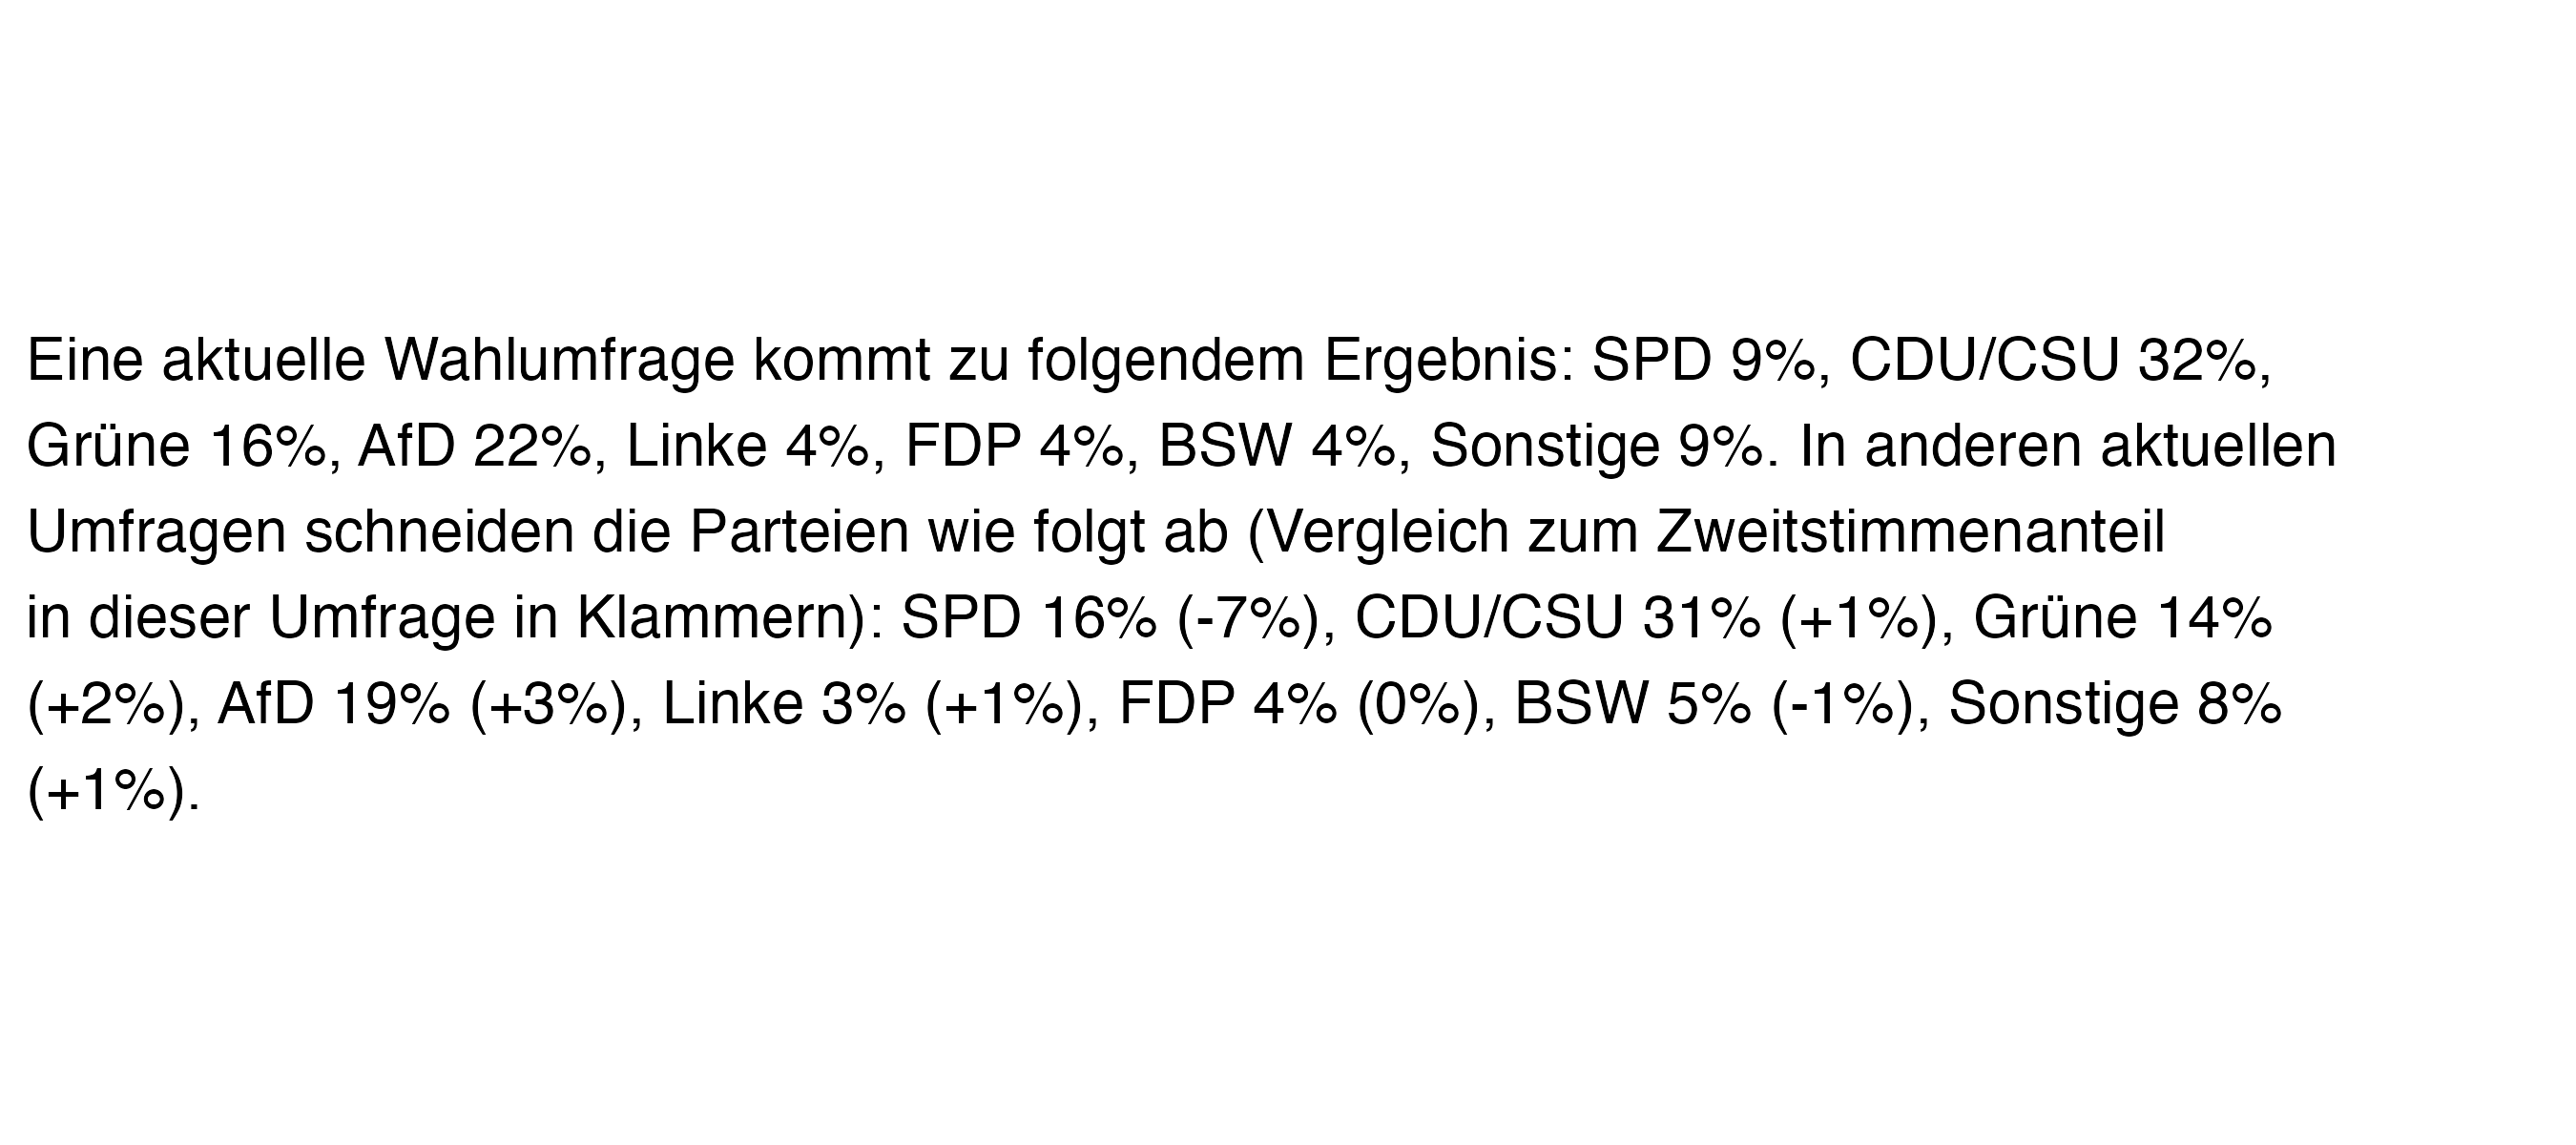 Eine aktuelle Wahlumfrage kommt zu folgendem Ergebnis: SPD 9%, CDU/CSU 32%,
Grüne 16%, AfD 22%, Linke 4%, FDP 4%, BSW 4%, Sonstige 9%. In anderen aktuellen
Umfragen schneiden die Parteien wie folgt ab (Vergleich zum Zweitstimmenanteil
in dieser Umfrage in Klammern): SPD 16% (-7%), CDU/CSU 31% (+1%), Grüne 14%
(+2%), AfD 19% (+3%), Linke 3% (+1%), FDP 4% (0%), BSW 5% (-1%), Sonstige 8%
(+1%).